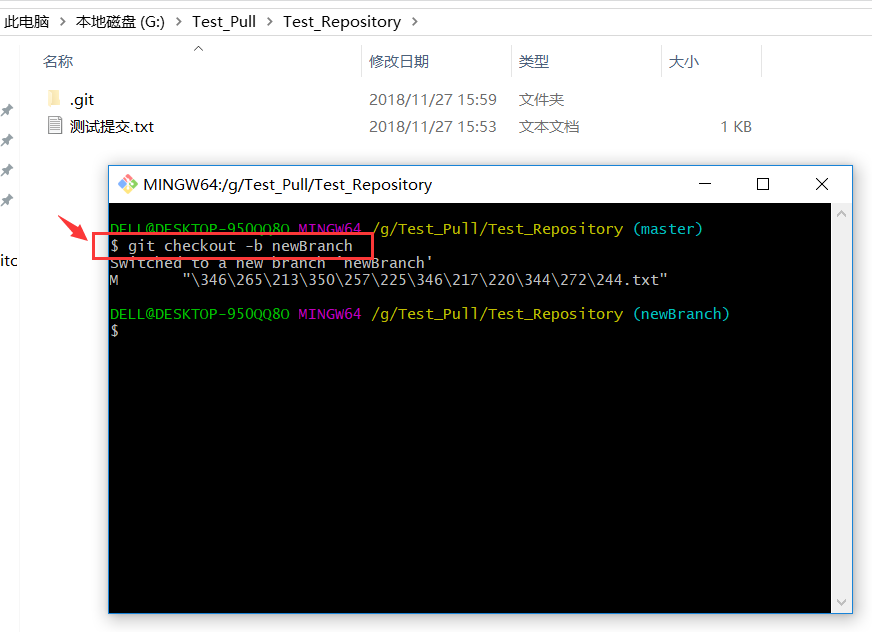 此电脑 > 本地磁盘 (G:) > Test_Pull > Test_Repository >
名称 修改日期 类型 大小
.git 2018/11/27 15:59 文件夹
测试提交.txt 2018/11/27 15:53 文本文档 1 KB
itc
MINGW64:/g/Test_Pull/Test_Repository
DELL@DESKTOP-95OQQ8O MINGW64 /g/Test_Pull/Test_Repository (master)
$ git checkout -b newBranch
Switched to a new branch 'newBranch'
M "\346\265\213\350\257\225\346\217\220\344\272\244.txt"
DELL@DESKTOP-95OQQ8O MINGW64 /g/Test_Pull/Test_Repository (newBranch)
$